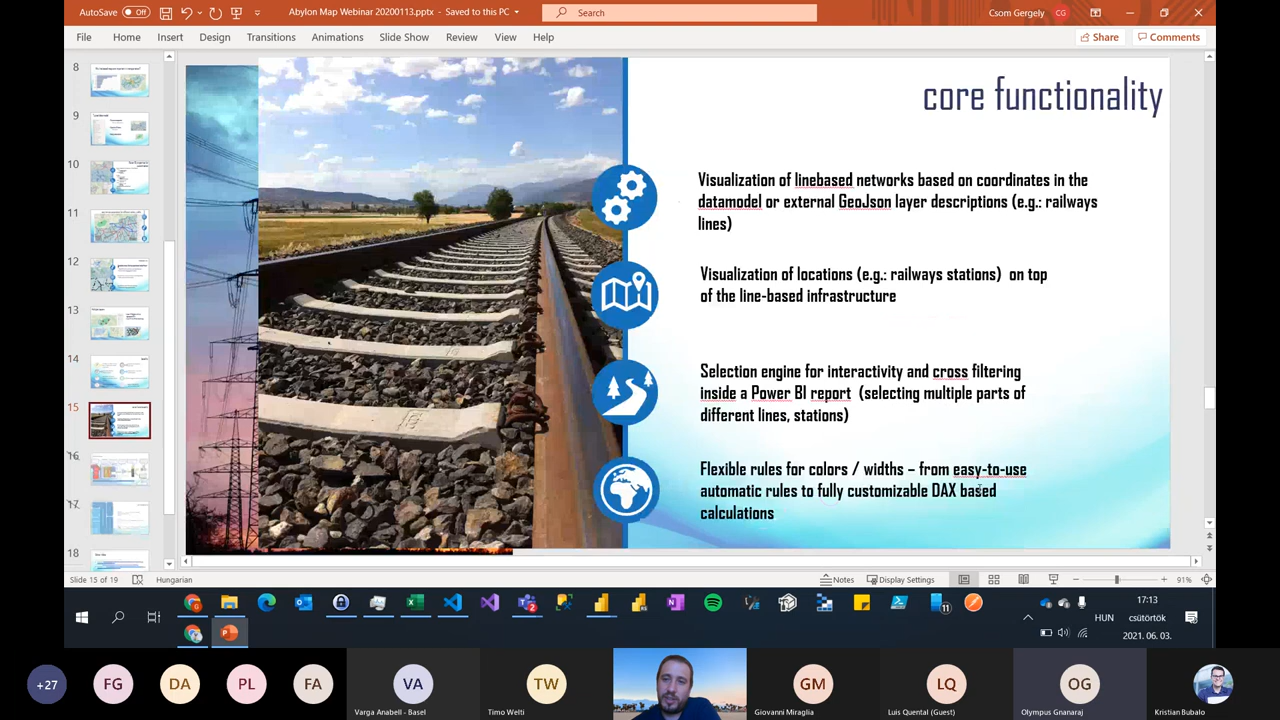 AutoSave Off
Abylon Map Webinar 20200113.pptx - Saved to this PC
Search
Csom Gergely CG
File Home Insert Design Transitions Animations Slide Show Review View Help
Share Comments
8
9
10
11
12
13
14
15
16
17
18
core functionality
Visualization of linebased networks based on coordinates in the
datamodel or external GeoJson layer descriptions (e.g.: railways
lines)
Visualization of locations (e.g.: railways stations) on top
of the line-based infrastructure
Selection engine for interactivity and cross filtering
inside a Power BI report (selecting multiple parts of
different lines, stations)
Flexible rules for colors / widths – from easy-to-use
automatic rules to fully customizable DAX based
calculations
Slide 15 of 19 Hungarian
Notes Display Settings 91%
2
11
HUN
17:13
csütörtök
2021. 06. 03.
+27 FG DA PL FA VA TW GM LQ OG
Varga Anabell - Basel Timo Welti Giovanni Miraglia Luis Quental (Guest) Olympus Gnanaraj Kristian Bubalo